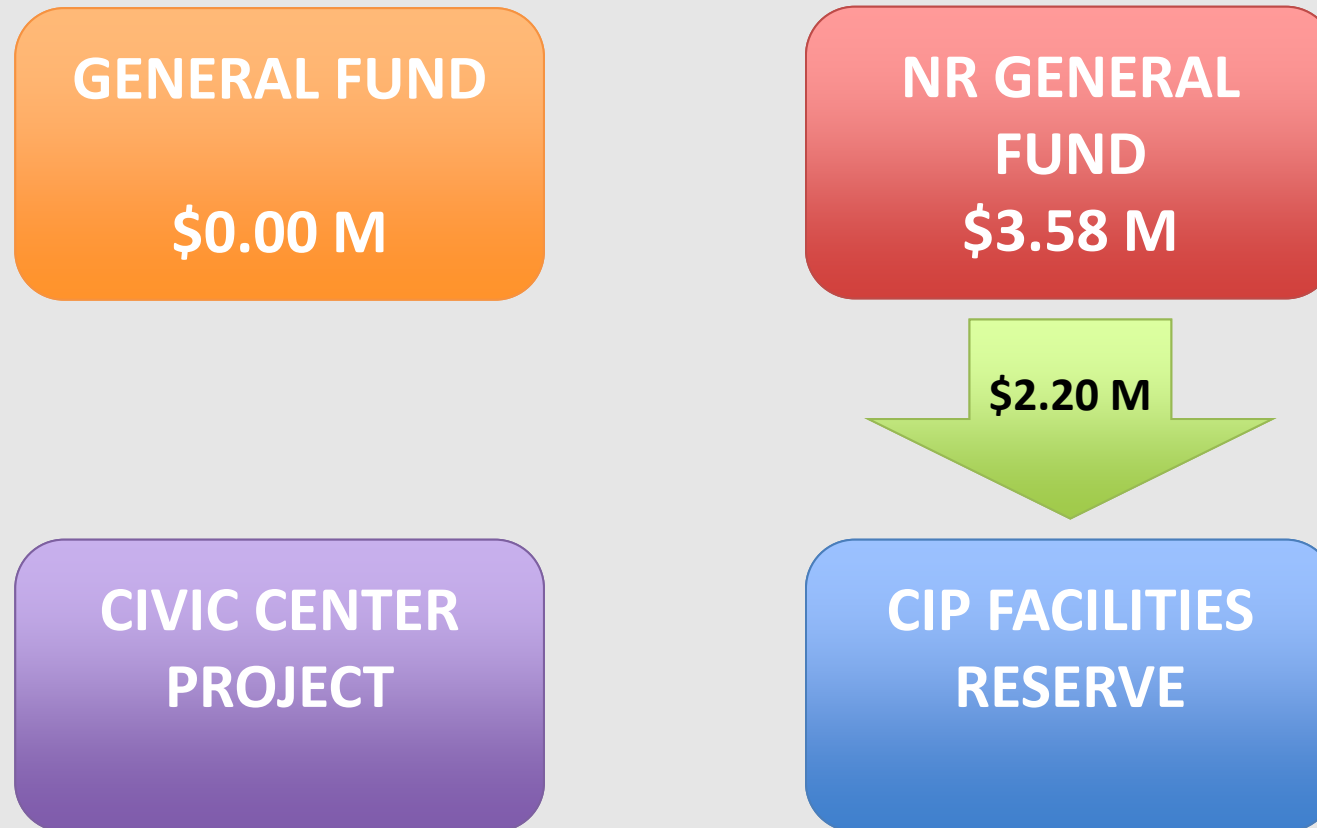 GENERAL FUND
$0.00 M
NR GENERAL
FUND
$3.58 M
$2.20 M
CIVIC CENTER
PROJECT
CIP FACILITIES
RESERVE